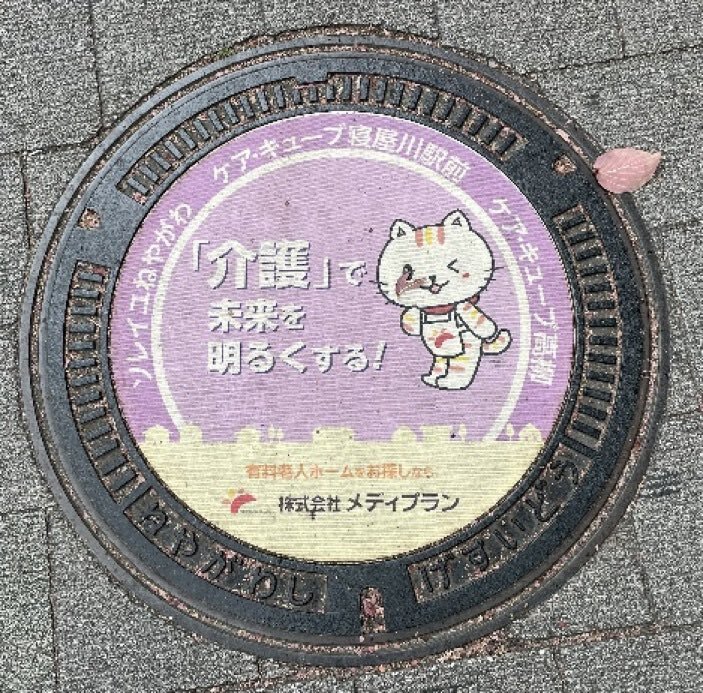 ソレイユねやがわ
ケア・キューブ寝屋川駅前
ケア・キューブ高柳
「介護」で
未来を
明るくする!
有料老人ホームをお探しなら
株式会社 メディプラン
ねやがわし
げすいどう